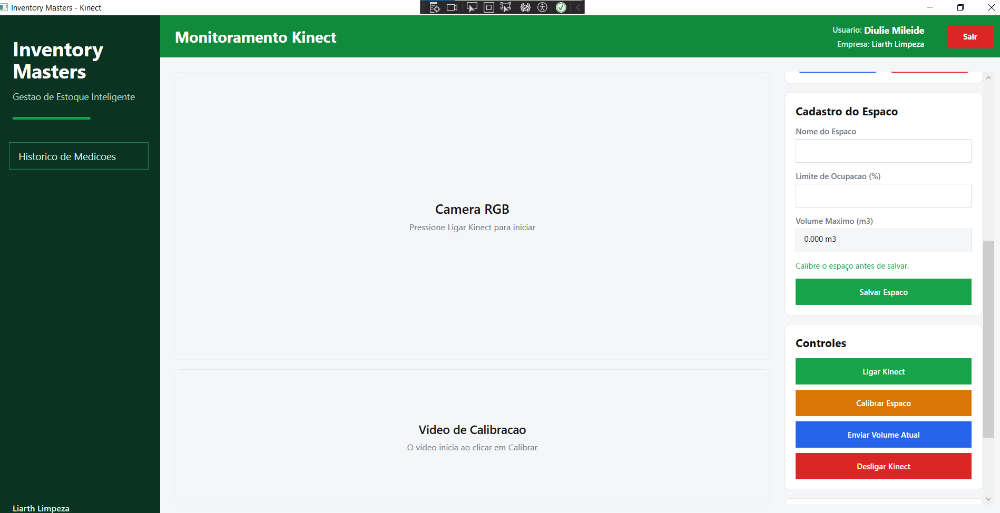 Inventory Masters - Kinect
Inventory
Masters
Gestao de Estoque Inteligente
Historico de Medicoes
Liarth Limpeza
Monitoramento Kinect
Usuario: Diulie Mileide
Empresa: Liarth Limpeza
Sair
Camera RGB
Pressione Ligar Kinect para iniciar
Video de Calibracao
O video inicia ao clicar em Calibrar
Cadastro do Espaco
Nome do Espaco
Limite de Ocupacao (%)
Volume Maximo (m3)
0.000 m3
Calibre o espaço antes de salvar.
Salvar Espaco
Controles
Ligar Kinect
Calibrar Espaco
Enviar Volume Atual
Desligar Kinect